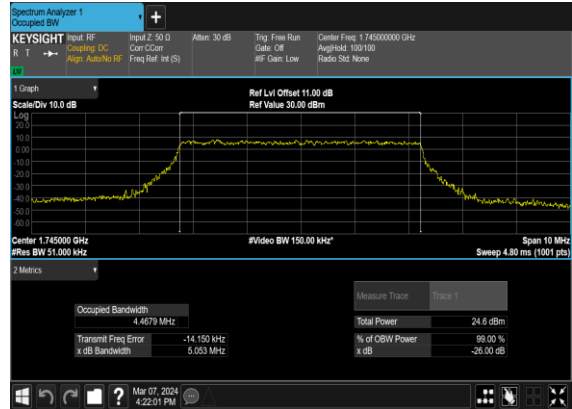 Spectrum Analyzer 1
Occupied BW
+
KEYSIGHT Input: RF Input Z: 50 Ω Atten: 30 dB Trig: Free Run Center Freq: 1.745000000 GHz
R T Coupling: DC Corr CCorr Gate: Off Avg|Hold: 100/100
Align: Auto/No RF Freq Ref: Int (S) #IF Gain: Low Radio Std: None
LW
1 Graph
Ref Lvl Offset 11.00 dB
Scale/Div 10.0 dB Ref Value 30.00 dBm
Log
20.0
10.0
0.00
-10.0
-20.0
-30.0
-40.0
-50.0
-60.0
Center 1.745000 GHz #Video BW 150.00 kHz* Span 10 MHz
#Res BW 51.000 kHz Sweep 4.80 ms (1001 pts)
2 Metrics
Measure Trace Trace 1
Occupied Bandwidth
4.4679 MHz Total Power 24.6 dBm
Transmit Freq Error -14.150 kHz % of OBW Power 99.00 %
x dB Bandwidth 5.053 MHz x dB -26.00 dB
Mar 07, 2024
4:22:01 PM